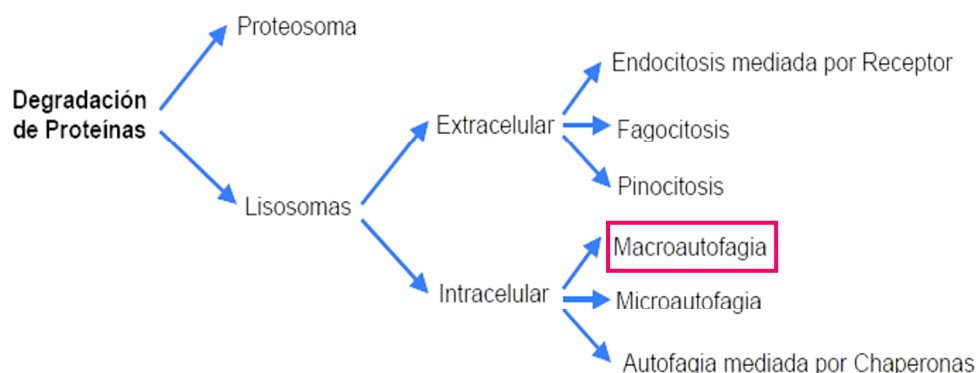 Proteosoma
Degradación
de Proteínas
Lisosomas
Extracelular
Endocitosis mediada por Receptor
Fagocitosis
Pinocitosis
Intracelular
Macroautofagia
Microautofagia
Autofagia mediada por Chaperonas